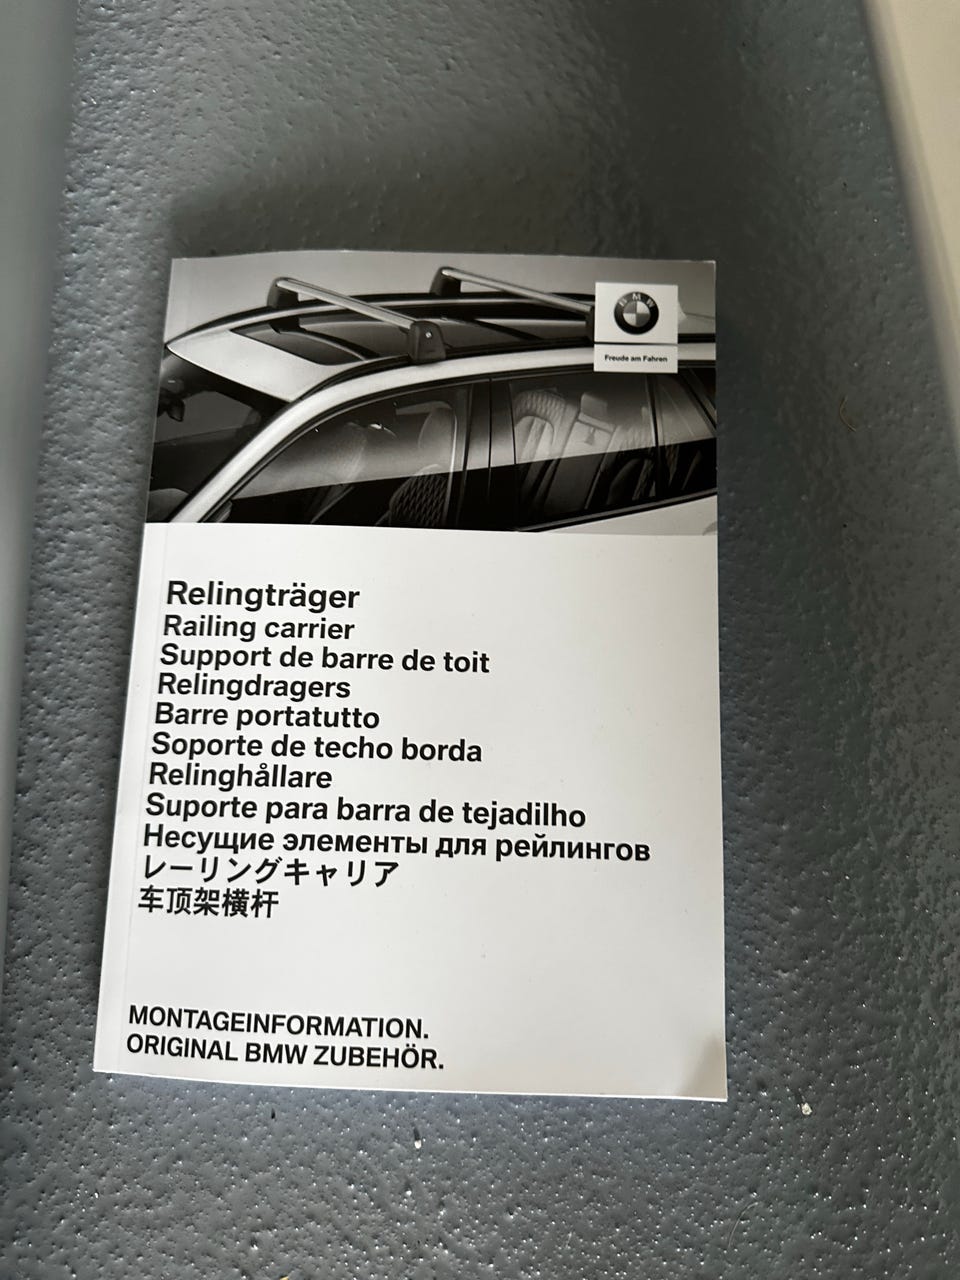 BMW
Freude am Fahren
Relingträger
Railing carrier
Support de barre de toit
Relingdragers
Barre portatutto
Soporte de techo borda
Relinghållare
Suporte para barra de tejadilho
Несущие элементы для рейлингов
レーリングキャリア
车顶架横杆
MONTAGEINFORMATION.
ORIGINAL BMW ZUBEHÖR.